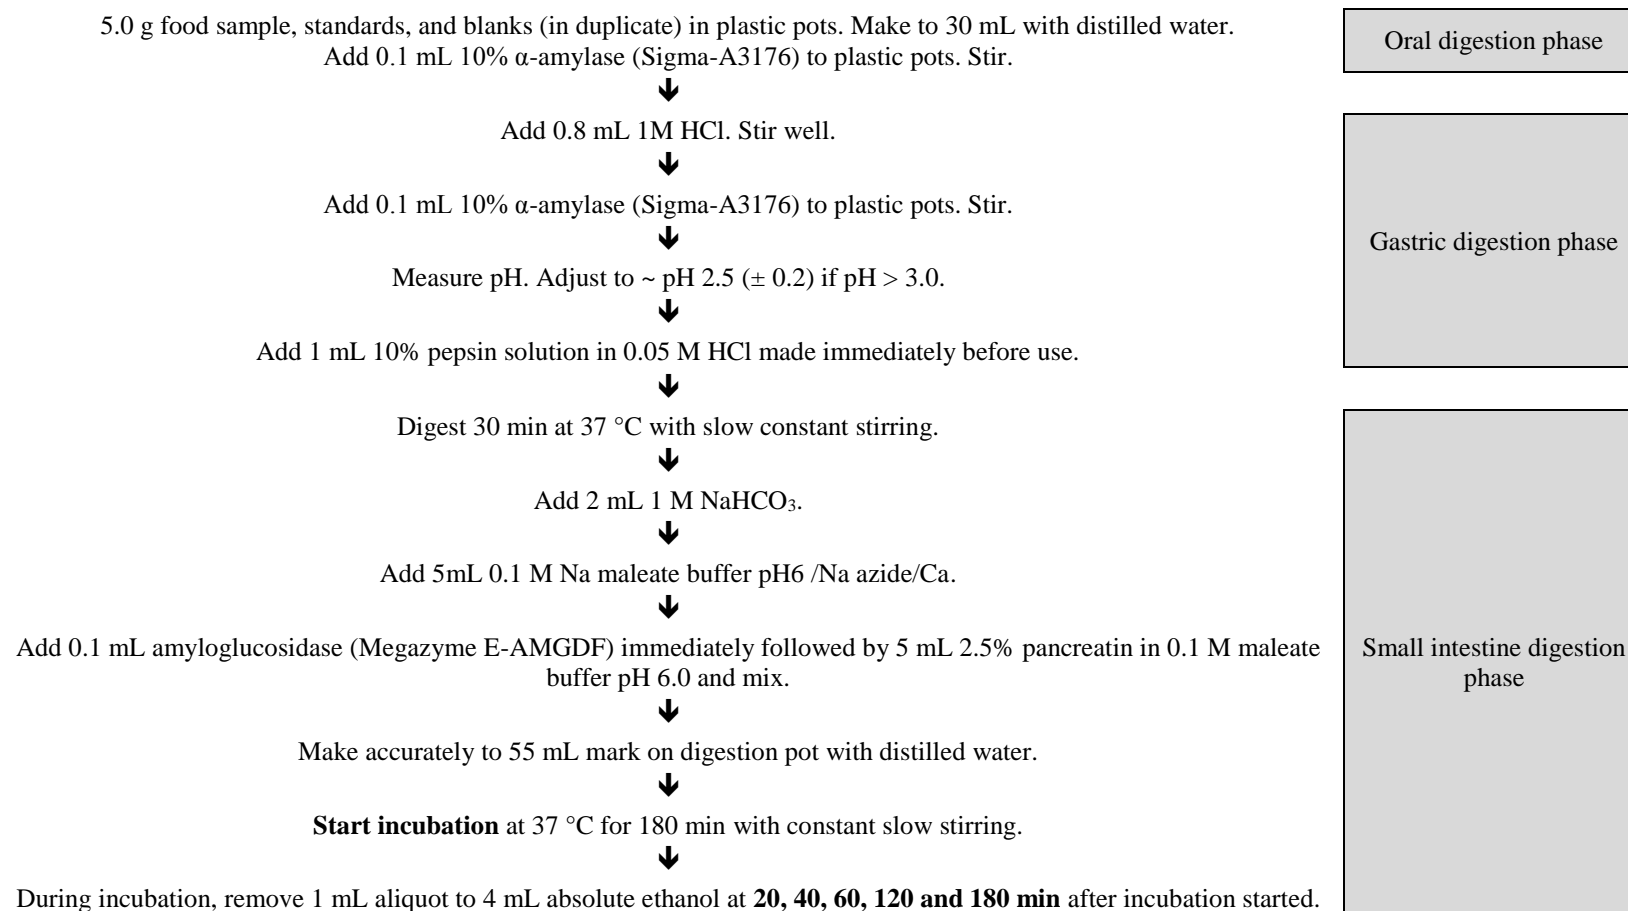 5.0 g food sample, standards, and blanks (in duplicate) in plastic pots. Make to 30 mL with distilled water.
Add 0.1 mL 10% α-amylase (Sigma-A3176) to plastic pots. Stir.
Oral digestion phase
Add 0.8 mL 1M HCl. Stir well.
Add 0.1 mL 10% α-amylase (Sigma-A3176) to plastic pots. Stir.
Gastric digestion phase
Measure pH. Adjust to ~ pH 2.5 (± 0.2) if pH > 3.0.
Add 1 mL 10% pepsin solution in 0.05 M HCl made immediately before use.
Digest 30 min at 37 °C with slow constant stirring.
Add 2 mL 1 M NaHCO₃.
Add 5mL 0.1 M Na maleate buffer pH6 /Na azide/Ca.
Add 0.1 mL amyloglucosidase (Megazyme E-AMGDF) immediately followed by 5 mL 2.5% pancreatin in 0.1 M maleate
buffer pH 6.0 and mix.
Small intestine digestion
phase
Make accurately to 55 mL mark on digestion pot with distilled water.
Start incubation at 37 °C for 180 min with constant slow stirring.
During incubation, remove 1 mL aliquot to 4 mL absolute ethanol at 20, 40, 60, 120 and 180 min after incubation started.